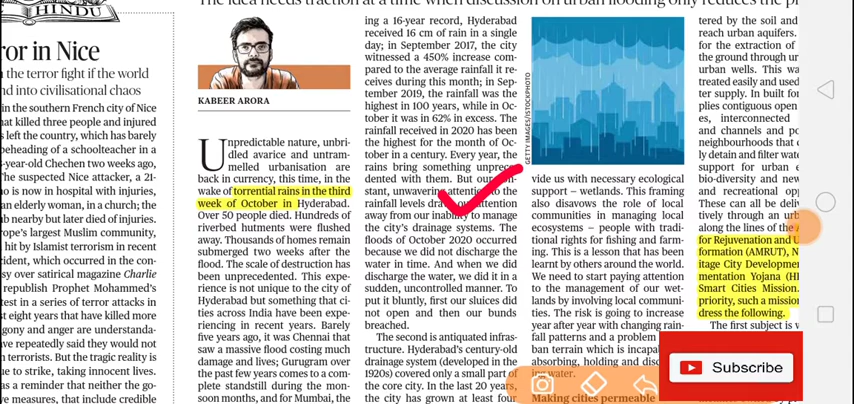 HINDU
The idea needs traction at a time when discussion on urban flooding only reduces the
ror in Nice
the terror fight if the world
nd into civilisational chaos
in the southern French city of Nice
hat killed three people and injured
s left the country, which has barely
beheading of a schoolteacher in a
-year-old Chechen two weeks ago,
The suspected Nice attacker, a 21-
ho is now in hospital with injuries,
an elderly woman, in a church; the
b nearby but later died of injuries.
rope's largest Muslim community,
hit by Islamist terrorism in recent
cident, which occurred in the con-
sy over satirical magazine Charlie
republish Prophet Mohammed's
test in a series of terror attacks in
st eight years that have killed more
gony and anger are understanda-
ave repeatedly said they would not
n terrorists. But the tragic reality is
ue to strike, taking innocent lives.
as a reminder that neither the go-
ve measures, that include credible
KABEER ARORA
Unpredictable nature, unbri-
dled avarice and untram-
melled urbanisation are
back in currency, this time, in the
wake of torrential rains in the third
week of October in Hyderabad.
Over 50 people died. Hundreds of
riverbed hutments were flushed
away. Thousands of homes remain
submerged two weeks after the
flood. The scale of destruction has
been unprecedented. This expe-
rience is not unique to the city of
Hyderabad but something that ci-
ties across India have been expe-
riencing in recent years. Barely
five years ago, it was Chennai that
saw a massive flood costing much
damage and lives; Gurugram over
the past few years comes to a com-
plete standstill during the mon-
soon months, and for Mumbai, the
ing a 16-year record, Hyderabad
received 16 cm of rain in a single
day; in September 2017, the city
witnessed a 450% increase com-
pared to the average rainfall it re-
ceives during this month; in Sep-
tember 2019, the rainfall was the
highest in 100 years, while in Oc-
tober it was in 62% in excess. The
rainfall received in 2020 has been
the highest for the month of Oc-
tober in a century. Every year, the
rains bring something unprece-
dented with them. But our con-
stant, unwavering attention to the
rainfall levels draws our attention
away from our inability to manage
the city's drainage systems. The
floods of October 2020 occurred
because we did not discharge the
water in time. And when we did
discharge the water, we did it in a
sudden, uncontrolled manner. To
put it bluntly, first our sluices did
not open and then our bunds
breached.
The second is antiquated infras-
tructure. Hyderabad's century-old
drainage system (developed in the
1920s) covered only a small part of
the core city. In the last 20 years,
the city has grown at least four
GETTY IMAGES/ISTOCKPHOTO
vide us with necessary ecological
support – wetlands. This framing
also disavows the role of local
communities in managing local
ecosystems – people with tradi-
tional rights for fishing and farm-
ing. This is a lesson that has been
learnt by others around the world.
We need to start paying attention
to the management of our wet-
lands by involving local communi-
ties. The risk is going to increase
year after year with changing rain-
fall patterns and a problem
ban terrain which is incapa
absorbing, holding and disc
ing water.
Making cities permeable
tered by the soil and
reach urban aquifers.
for the extraction of
the ground through ur
urban wells. This wa
treated easily and used
ter supply. In built for
plies contiguous open
es, interconnected
and channels and po
neighbourhoods that c
ly detain and filter wate
support for urban e
bio-diversity and new
and recreational opp
These can all be deliv
tively through an urb
along the lines of the
for Rejuvenation and U
formation (AMRUT), N
itage City Development
mentation Yojana (HI
Smart Cities Mission.
priority, such a mission
dress the following.
The first subject is w
Subscribe